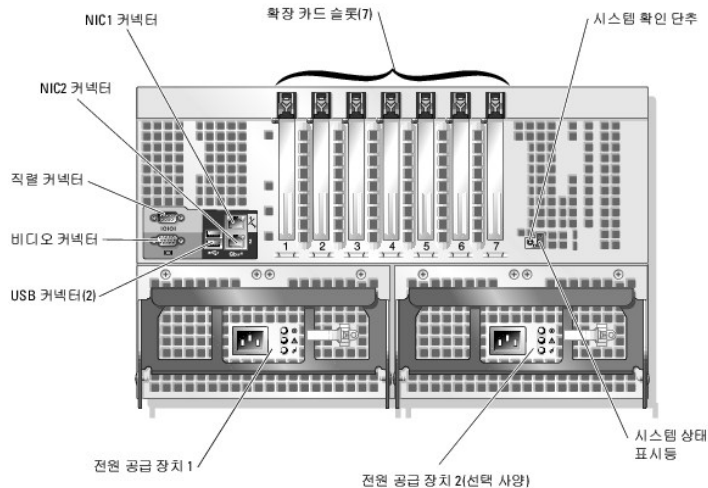 NIC1 커넥터
확장 카드 슬롯(7)
시스템 확인 단추
NIC2 커넥터
직렬 커넥터
비디오 커넥터
USB 커넥터(2)
1 2 3 4 5 6 7
전원 공급 장치 1
전원 공급 장치 2(선택 사양)
시스템 상태
표시등